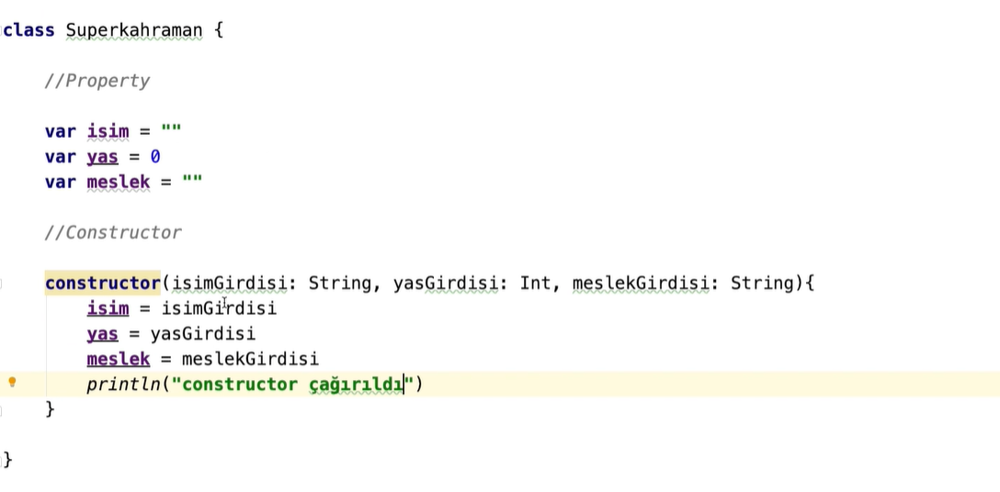 class Superkahraman {
//Property
var isim = ""
var yas = 0
var meslek = ""
//Constructor
constructor(isimGirdisi: String, yasGirdisi: Int, meslekGirdisi: String){
isim = isimGirdisi
yas = yasGirdisi
meslek = meslekGirdisi
println("constructor çağırıldı")
}
}